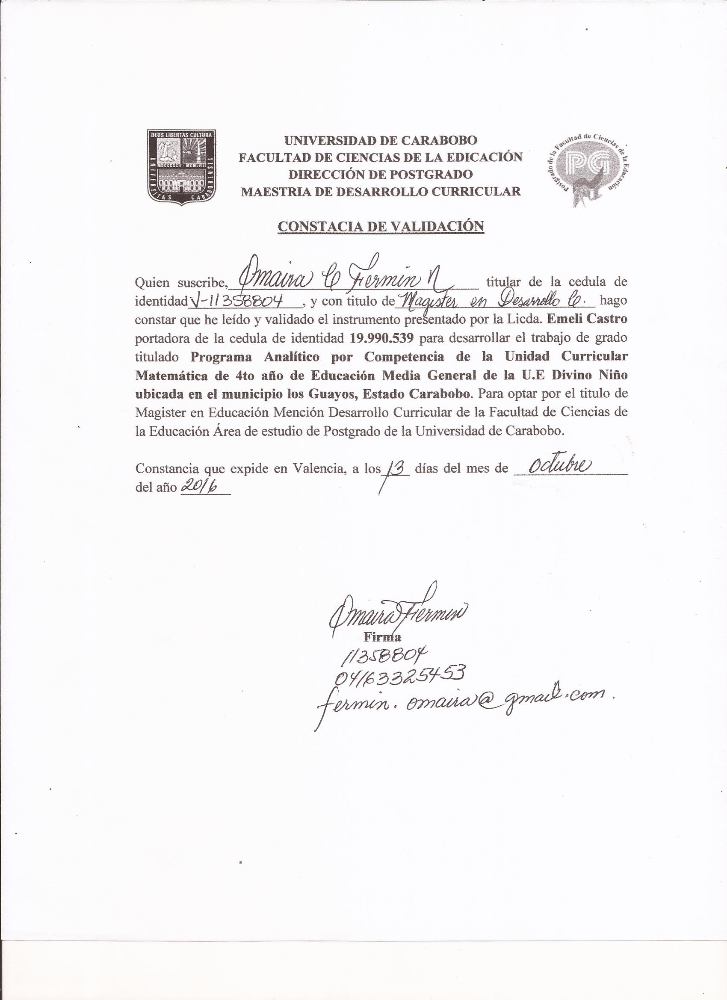 DEUS LIBERTAS CULTURA
MDCCCXCII - MCMLVIII
UNIVERSITAS CARABOBENSIS
UNIVERSIDAD DE CARABOBO
FACULTAD DE CIENCIAS DE LA EDICACIÓN
DIRECCIÓN DE POSTGRADO
MAESTRIA DE DESARROLLO CURRICULAR
Postgrado de la Facultad de Ciencias de la Educación
PG
CONSTACIA DE VALIDACIÓN
Quien suscribe, Omaira C Fermin N titular de la cedula de
identidad V-11358804, y con titulo de Magister en Desarrollo C. hago
constar que he leído y validado el instrumento presentado por la Licda. Emeli Castro
portadora de la cedula de identidad 19.990.539 para desarrollar el trabajo de grado
titulado Programa Analítico por Competencia de la Unidad Curricular
Matemática de 4to año de Educación Media General de la U.E Divino Niño
ubicada en el municipio los Guayos, Estado Carabobo. Para optar por el titulo de
Magister en Educación Mención Desarrollo Curricular de la Facultad de Ciencias de
la Educación Área de estudio de Postgrado de la Universidad de Carabobo.
Constancia que expide en Valencia, a los 13 días del mes de octubre
del año 2016
Omaira Fermin
Firma
11358804
04163325453
fermin.omaira@gmail.com.